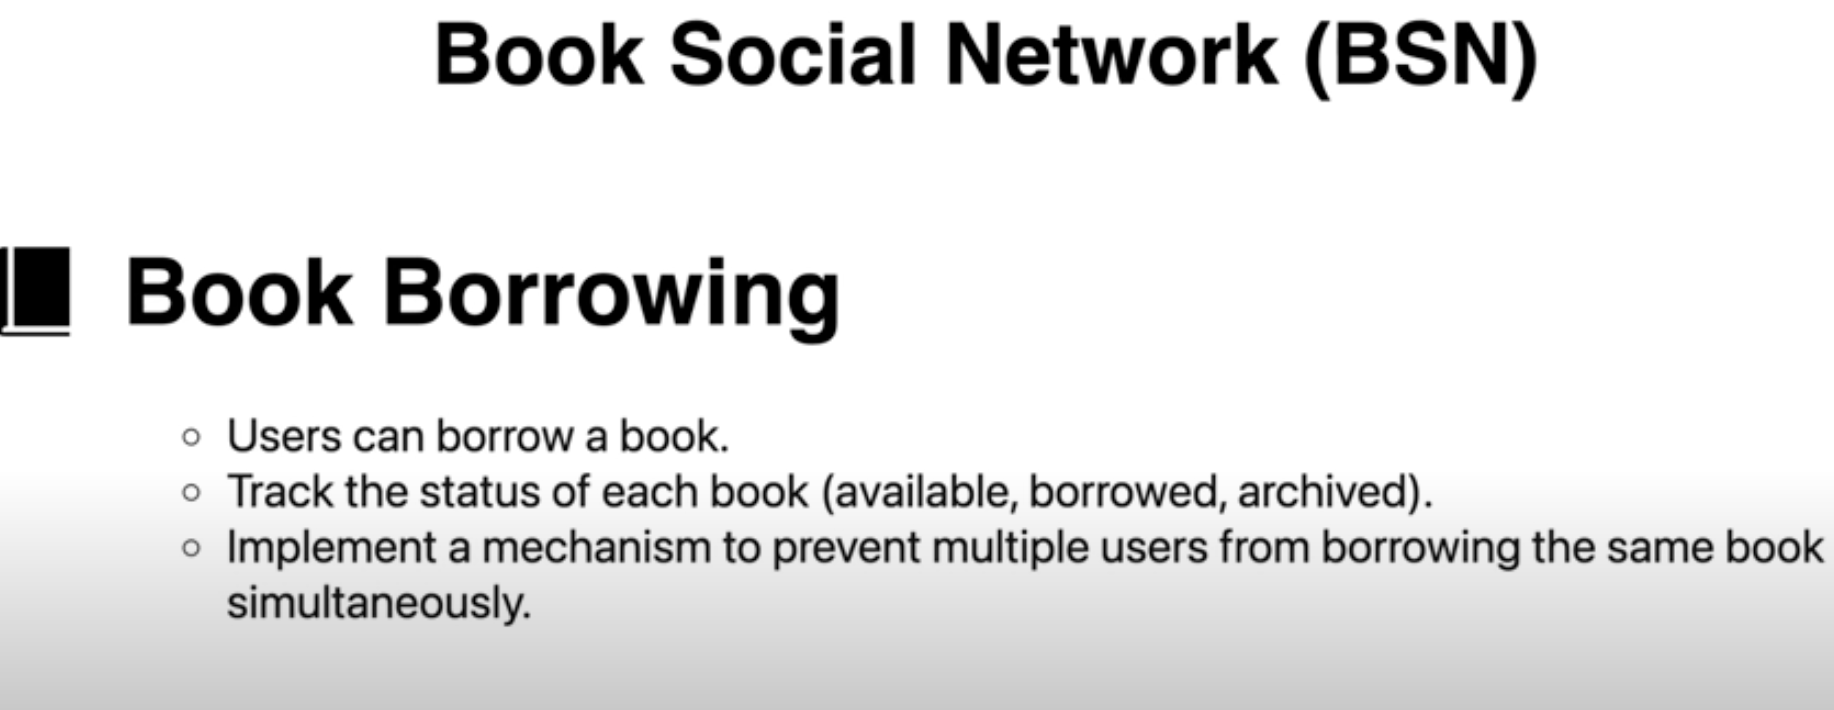 Book Social Network (BSN)
Book Borrowing
Users can borrow a book.
Track the status of each book (available, borrowed, archived).
Implement a mechanism to prevent multiple users from borrowing the same book
simultaneously.